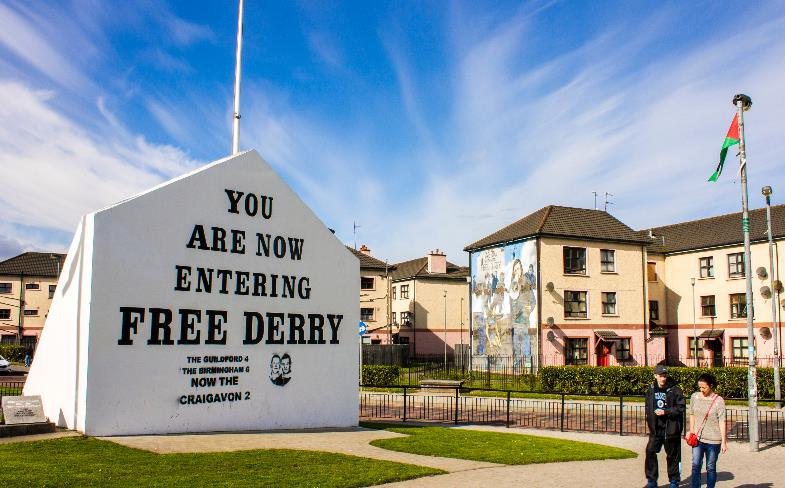 YOU
ARE NOW
ENTERING
FREE DERRY
THE GUILDFORD 4
THE BIRMINGHAM 6
NOW THE
CRAIGAVON 2